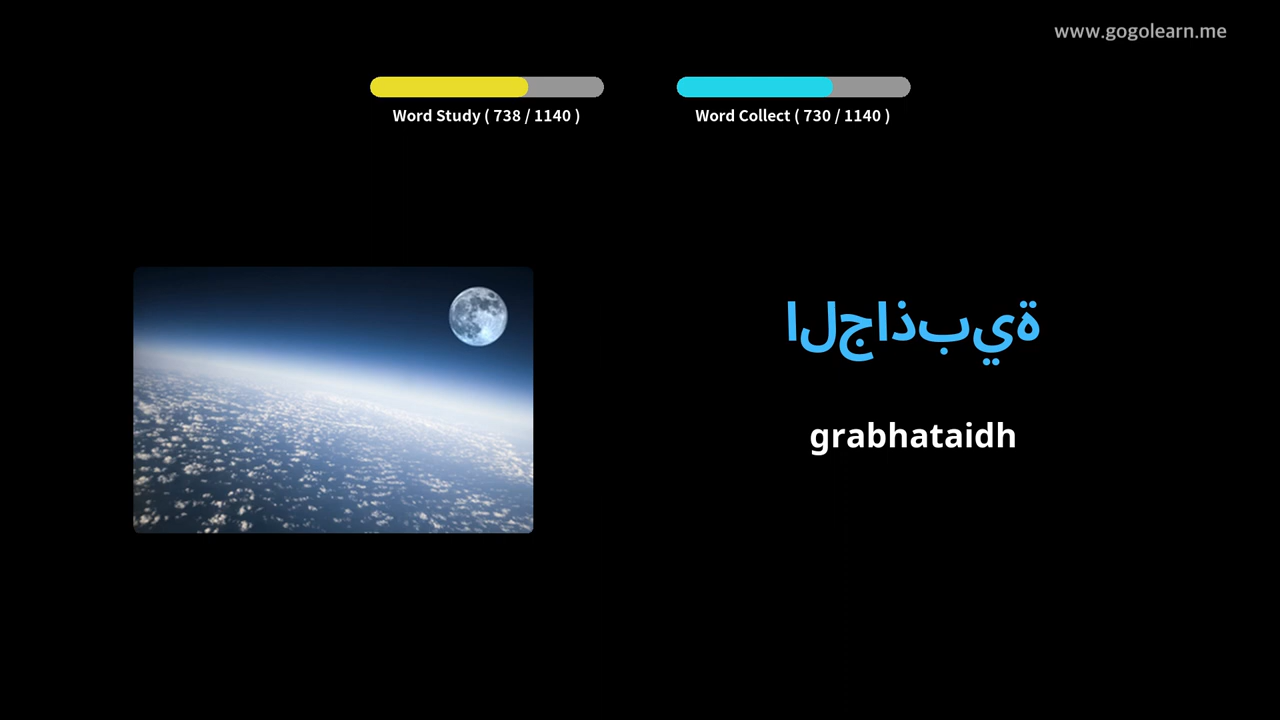 www.gogolearn.me
Word Study ( 738 / 1140 )
Word Collect ( 730 / 1140 )
الجاذبية
grabhataidh